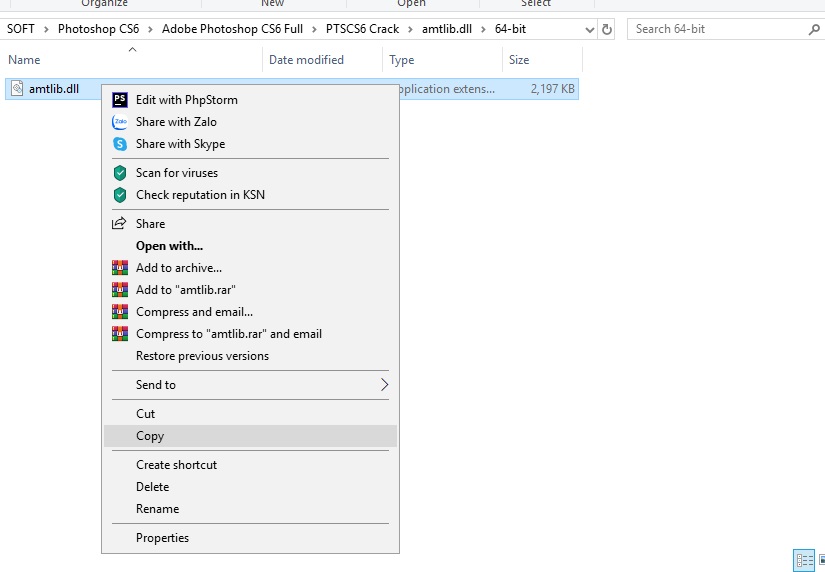 Organize New Open Select
SOFT > Photoshop CS6 > Adobe Photoshop CS6 Full > PTSCS6 Crack > amtlib.dll > 64-bit Search 64-bit
Name Date modified Type Size
amtlib.dll pplication extens... 2,197 KB
PS Edit with PhpStorm
Zalo Share with Zalo
S Share with Skype
Scan for viruses
Check reputation in KSN
Share
Open with...
Add to archive...
Add to "amtlib.rar"
Compress and email...
Compress to "amtlib.rar" and email
Restore previous versions
Send to
Cut
Copy
Create shortcut
Delete
Rename
Properties